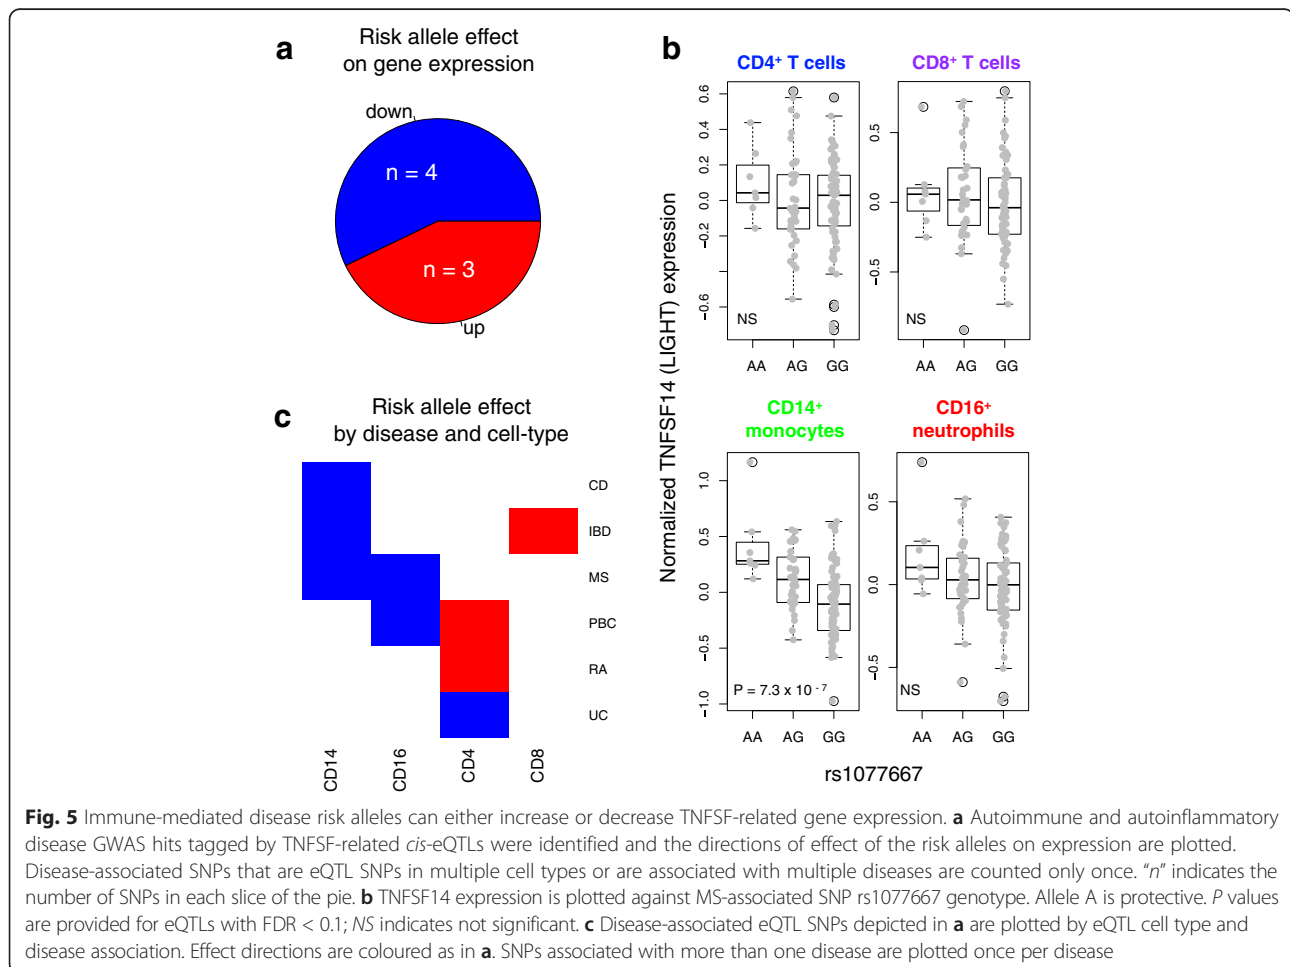 a
Risk allele effect
on gene expression
down
n = 4
n = 3
up
b
Normalized TNFSF14 (LIGHT) expression
CD4+ T cells
0.6
0.4
0.2
0.0
−0.2
−0.6
NS
AA AG GG
CD8+ T cells
0.5
0.0
−0.5
NS
AA AG GG
CD14+
monocytes
1.0
0.5
0.0
−0.5
−1.0
P = 7.3 x 10 -7
AA AG GG
CD16+
neutrophils
0.5
0.0
−0.5
NS
AA AG GG
rs1077667
c
Risk allele effect
by disease and cell-type
CD
IBD
MS
PBC
RA
UC
CD14 CD16 CD4 CD8
Fig. 5 Immune-mediated disease risk alleles can either increase or decrease TNFSF-related gene expression. a Autoimmune and autoinflammatory
disease GWAS hits tagged by TNFSF-related cis-eQTLs were identified and the directions of effect of the risk alleles on expression are plotted.
Disease-associated SNPs that are eQTL SNPs in multiple cell types or are associated with multiple diseases are counted only once. “n” indicates the
number of SNPs in each slice of the pie. b TNFSF14 expression is plotted against MS-associated SNP rs1077667 genotype. Allele A is protective. P values
are provided for eQTLs with FDR < 0.1; NS indicates not significant. c Disease-associated eQTL SNPs depicted in a are plotted by eQTL cell type and
disease association. Effect directions are coloured as in a. SNPs associated with more than one disease are plotted once per disease